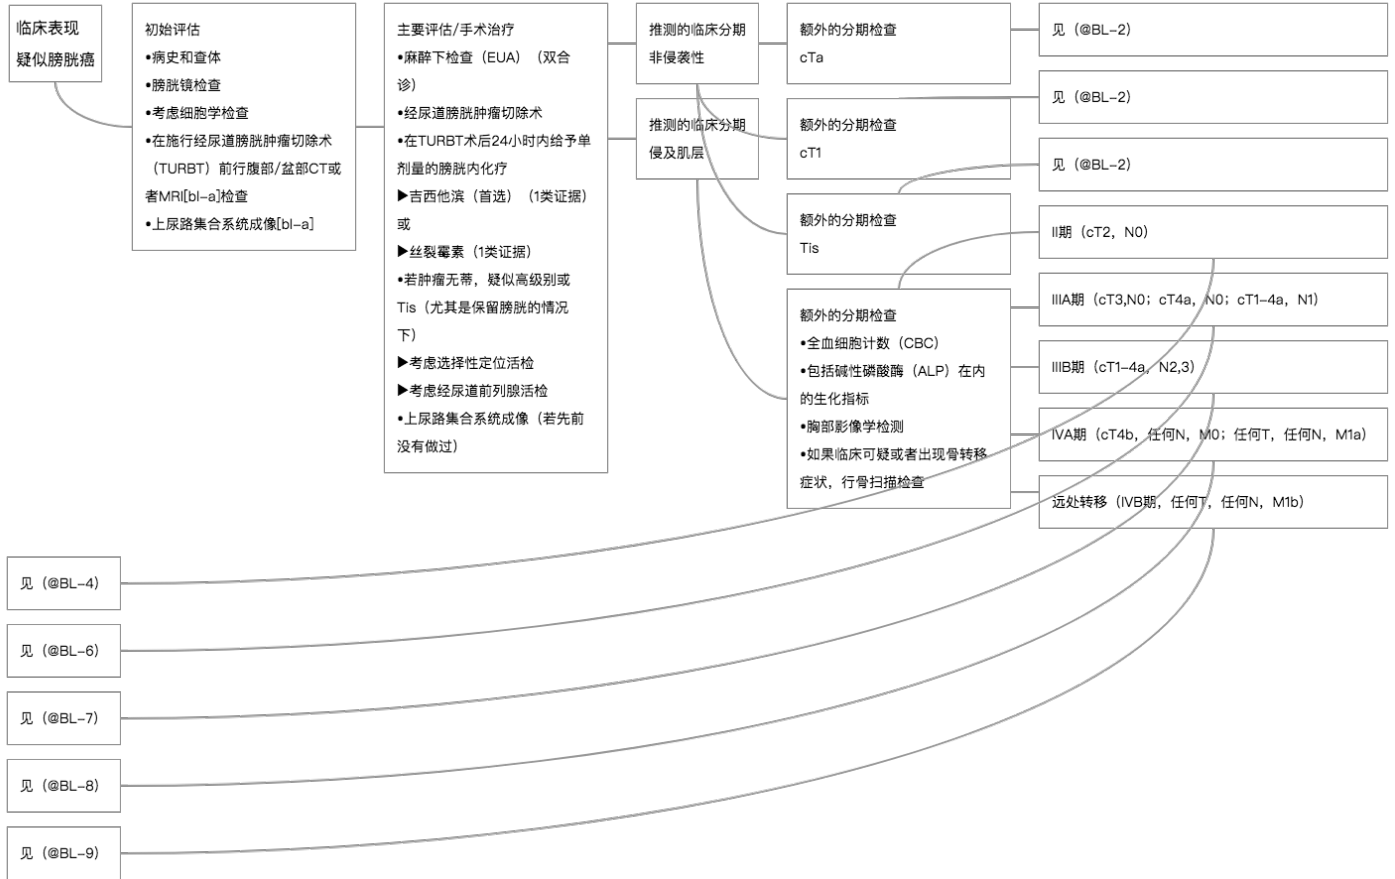 临床表现
疑似膀胱癌
初始评估
•病史和查体
•膀胱镜检查
•考虑细胞学检查
•在施行经尿道膀胱肿瘤切除术
（TURBT）前行腹部/盆部CT或
者MRI[bl-a]检查
•上尿路集合系统成像[bl-a]
主要评估/手术治疗
•麻醉下检查（EUA）（双合
诊）
•经尿道膀胱肿瘤切除术
•在TURBT术后24小时内给予单
剂量的膀胱内化疗
▶吉西他滨（首选）（1类证据）
或
▶丝裂霉素（1类证据）
•若肿瘤无蒂，疑似高级别或
Tis（尤其是保留膀胱的情况
下）
▶考虑选择性定位活检
▶考虑经尿道前列腺活检
•上尿路集合系统成像（若先前
没有做过）
推测的临床分期
非侵袭性
推测的临床分期
侵及肌层
额外的分期检查
cTa
额外的分期检查
cT1
额外的分期检查
Tis
额外的分期检查
•全血细胞计数（CBC）
•包括碱性磷酸酶（ALP）在内
的生化指标
•胸部影像学检测
•如果临床可疑或者出现骨转移
症状，行骨扫描检查
见（@BL-2）
见（@BL-2）
见（@BL-2）
II期（cT2，N0）
IIIA期（cT3,N0；cT4a，N0；cT1-4a，N1）
IIIB期（cT1-4a，N2,3）
IVA期（cT4b，任何N，M0；任何T，任何N，M1a）
远处转移（IVB期，任何T，任何N，M1b）
见（@BL-4）
见（@BL-6）
见（@BL-7）
见（@BL-8）
见（@BL-9）